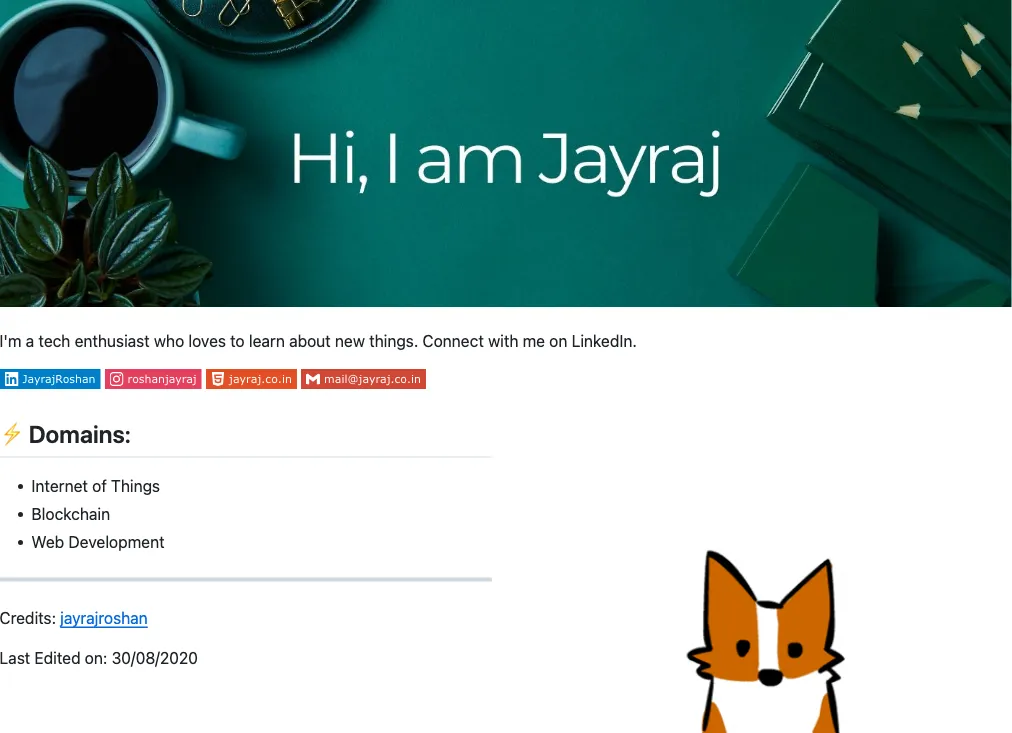 Hi, I am Jayraj
I'm a tech enthusiast who loves to learn about new things. Connect with me on LinkedIn.
JayrajRoshan roshanjayraj jayraj.co.in mail@jayraj.co.in
⚡ Domains:
• Internet of Things
• Blockchain
• Web Development
Credits: jayrajroshan
Last Edited on: 30/08/2020